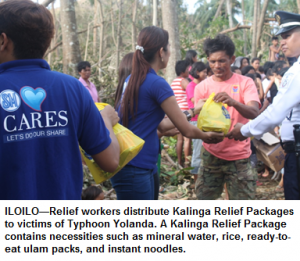 SM
CARES
LET'S DO OUR SHARE
ILOILO—Relief workers distribute Kalinga Relief Packages
to victims of Typhoon Yolanda. A Kalinga Relief Package
contains necessities such as mineral water, rice, ready-to-
eat ulam packs, and instant noodles.